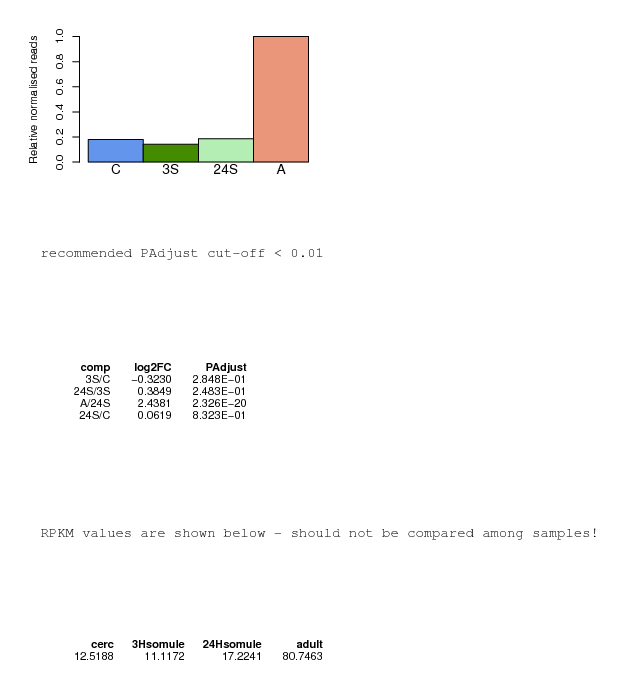 Relative normalised reads
1.0
0.8
0.6
0.4
0.2
0.0
C 3S 24S A
recommended PAdjust cut-off < 0.01
comp log2FC PAdjust
3S/C −0.3230 2.848E−01
24S/3S 0.3849 2.483E−01
A/24S 2.4381 2.326E−20
24S/C 0.0619 8.323E−01
RPKM values are shown below - should not be compared among samples!
cerc 3Hsomule 24Hsomule adult
12.5188 11.1172 17.2241 80.7463